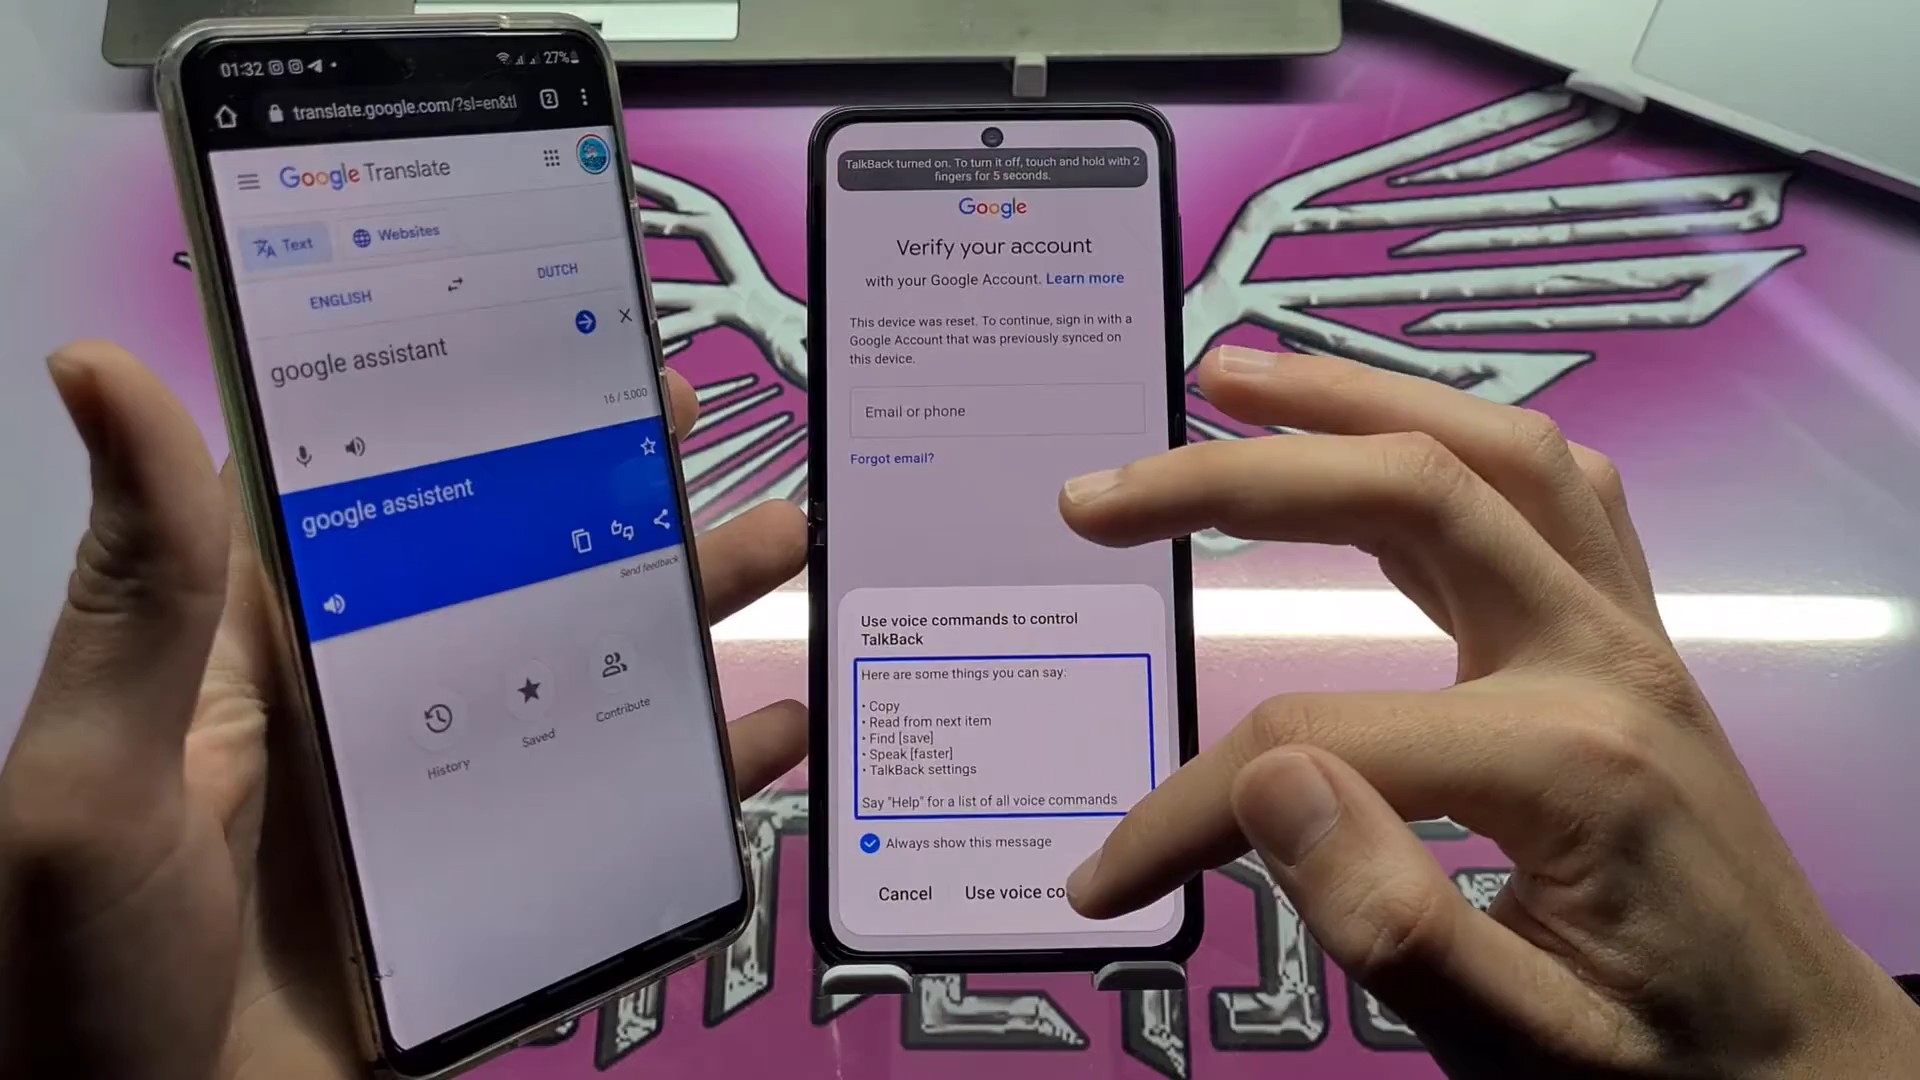 01:32
27%
translate.google.com/?sl=en&tl
2
Google Translate
Text
Websites
ENGLISH
DUTCH
google assistant
16 / 5,000
google assistent
Send feedback
History
Saved
Contribute
TalkBack turned on. To turn it off, touch and hold with 2
fingers for 5 seconds.
Google
Verify your account
with your Google Account. Learn more
This device was reset. To continue, sign in with a
Google Account that was previously synced on
this device.
Email or phone
Forgot email?
Use voice commands to control
TalkBack
Here are some things you can say:
• Copy
• Read from next item
• Find [save]
• Speak [faster]
• TalkBack settings
Say "Help" for a list of all voice commands
Always show this message
Cancel
Use voice co